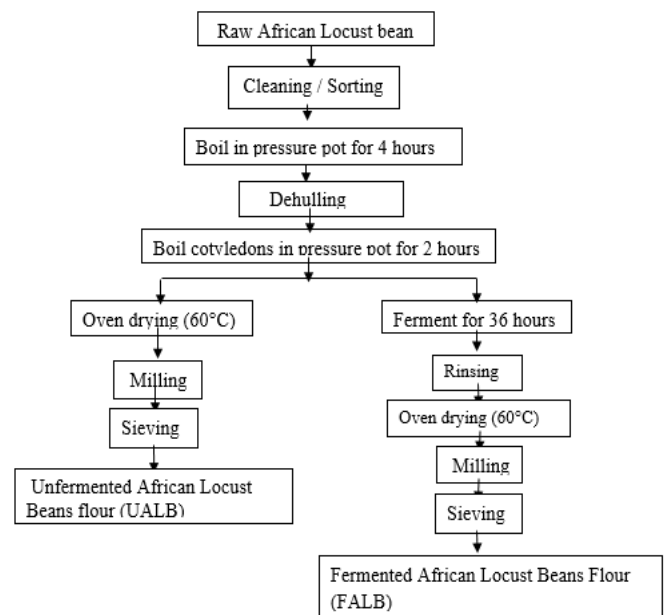 Raw African Locust bean
Cleaning / Sorting
Boil in pressure pot for 4 hours
Dehulling
Boil cotyledons in pressure pot for 2 hours
Oven drying (60°C)
Milling
Sieving
Unfermented African Locust
Beans flour (UALB)
Ferment for 36 hours
Rinsing
Oven drying (60°C)
Milling
Sieving
Fermented African Locust Beans Flour
(FALB)